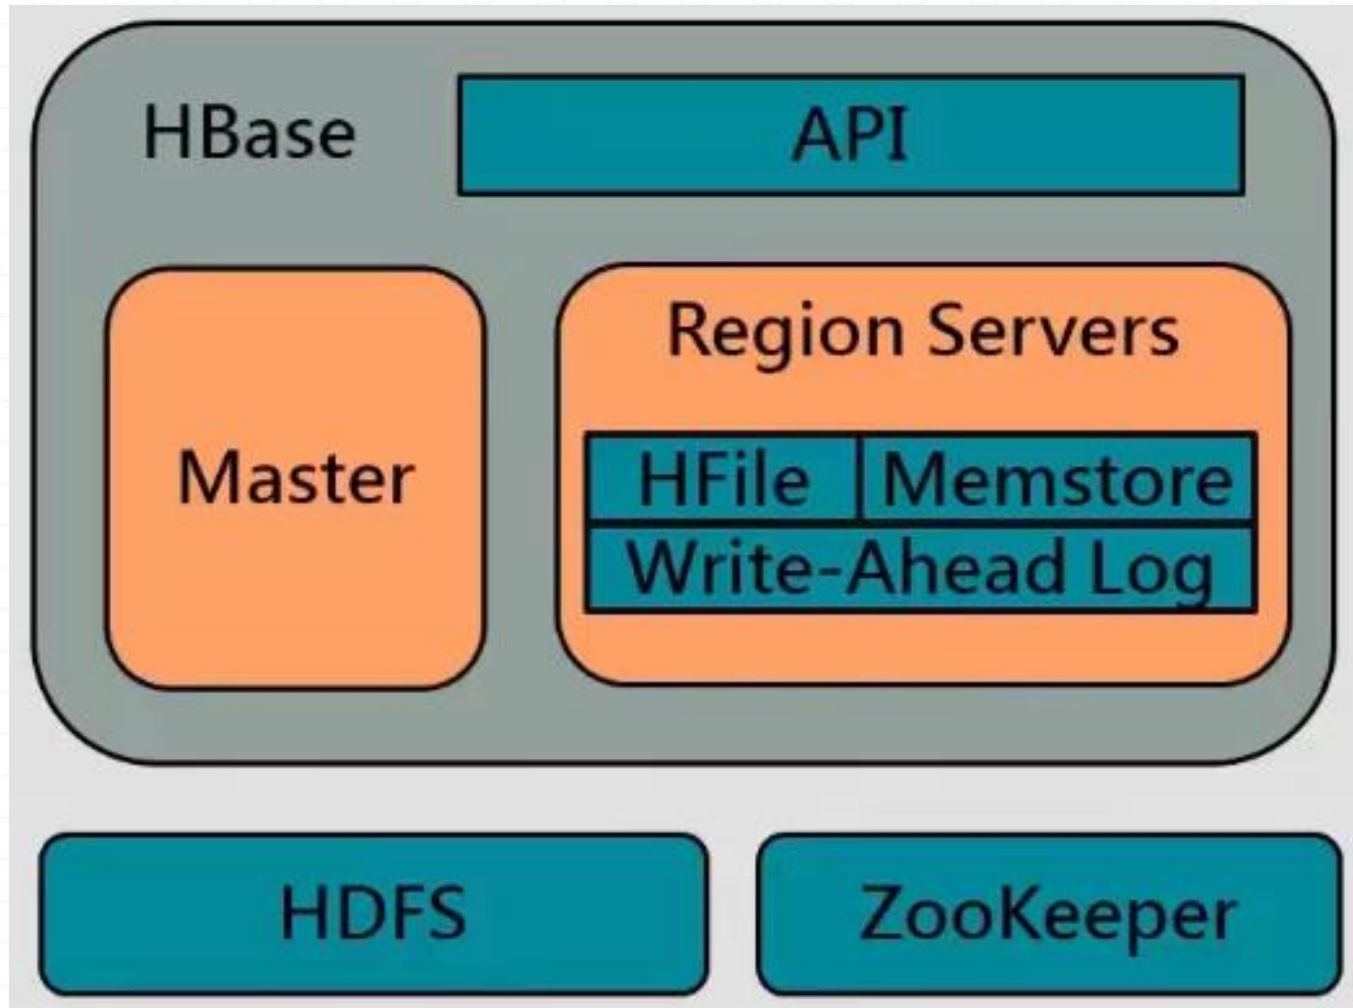 HBase
API
Master
Region Servers
HFile
Memstore
Write-Ahead Log
HDFS
ZooKeeper